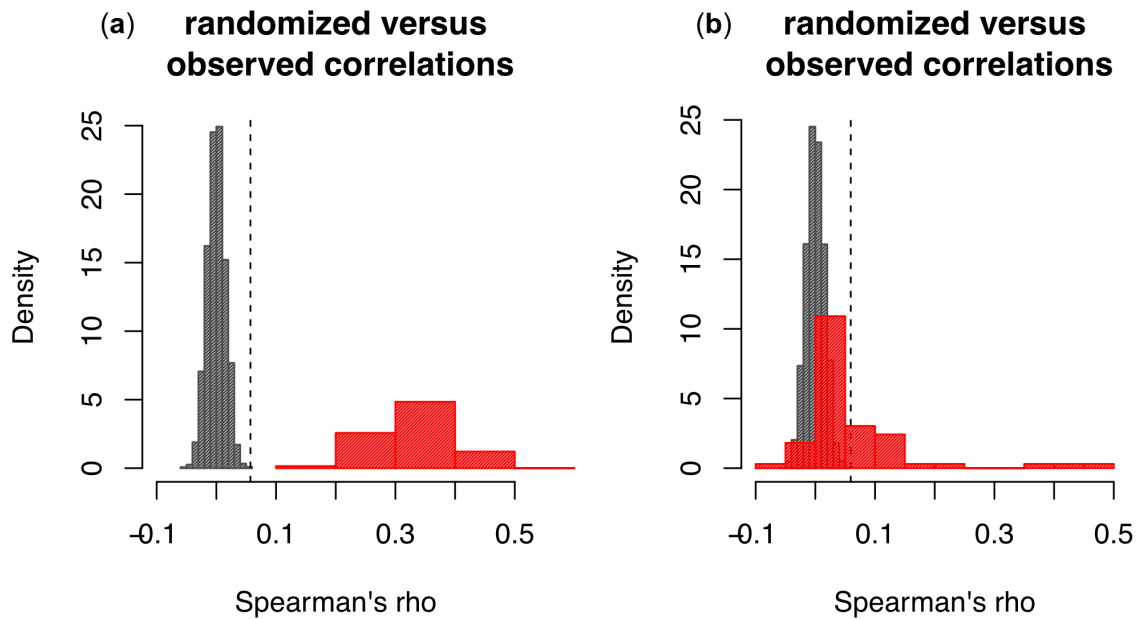 (a) randomized versus
observed correlations
25
20
15
10
5
0
Density
-0.1 0.1 0.3 0.5
Spearman's rho
(b) randomized versus
observed correlations
25
20
15
10
5
0
Density
-0.1 0.1 0.3 0.5
Spearman's rho